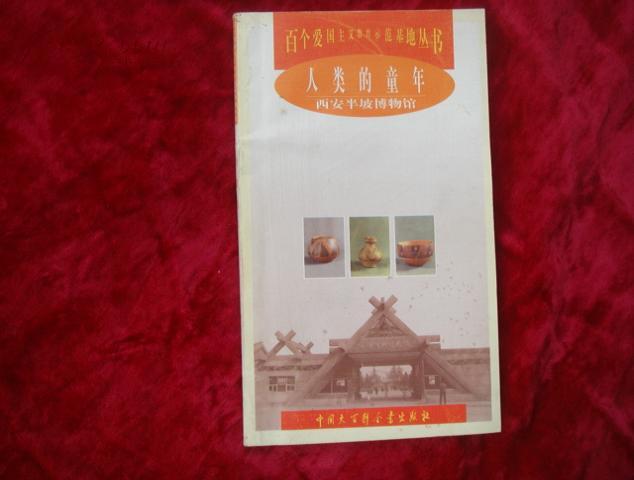 百个爱国主义教育示范基地丛书
人类的童年
西安半坡博物馆
中国大百科全书出版社